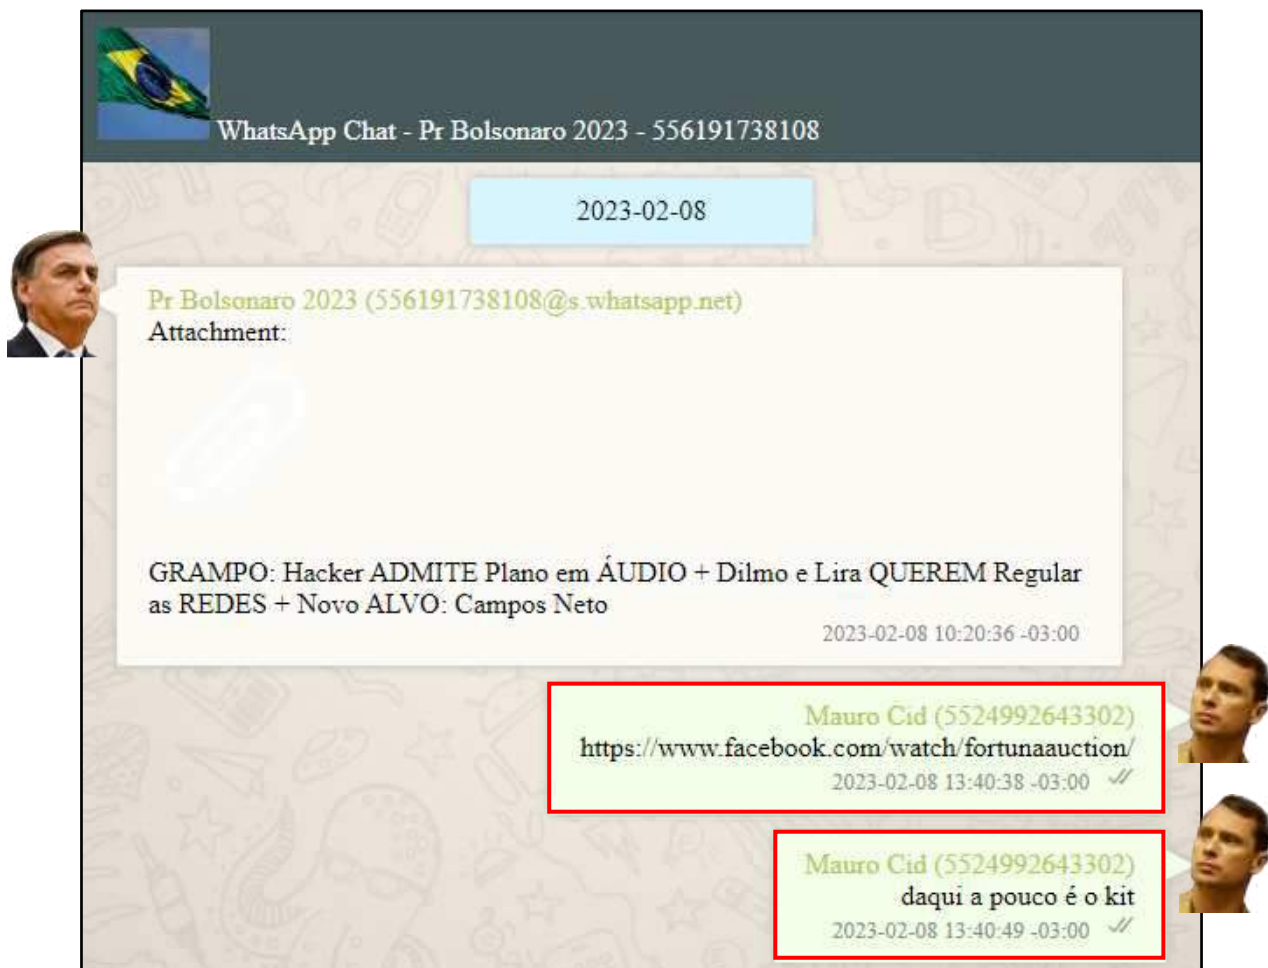 WhatsApp Chat - Pr Bolsonaro 2023 - 556191738108
2023-02-08
Pr Bolsonaro 2023 (556191738108@s.whatsapp.net)
Attachment:
GRAMPO: Hacker ADMITE Plano em ÁUDIO + Dilmo e Lira QUEREM Regular
as REDES + Novo ALVO: Campos Neto
2023-02-08 10:20:36 -03:00
Mauro Cid (5524992643302)
https://www.facebook.com/watch/fortunaauction/
2023-02-08 13:40:38 -03:00
Mauro Cid (5524992643302)
daqui a pouco é o kit
2023-02-08 13:40:49 -03:00